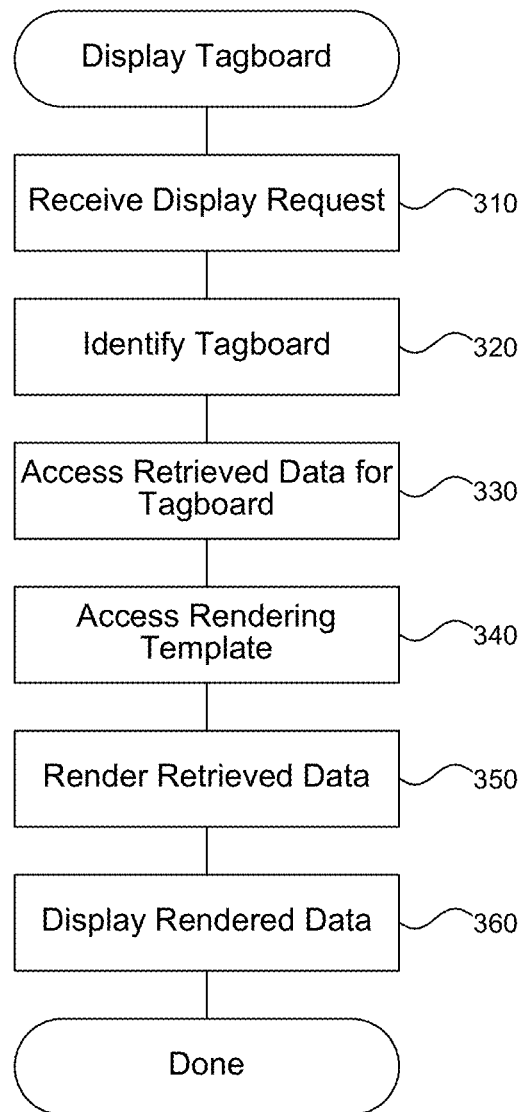 Display Tagboard
Receive Display Request
310
Identify Tagboard
320
Access Retrieved Data for
Tagboard
330
Access Rendering
Template
340
Render Retrieved Data
350
Display Rendered Data
360
Done